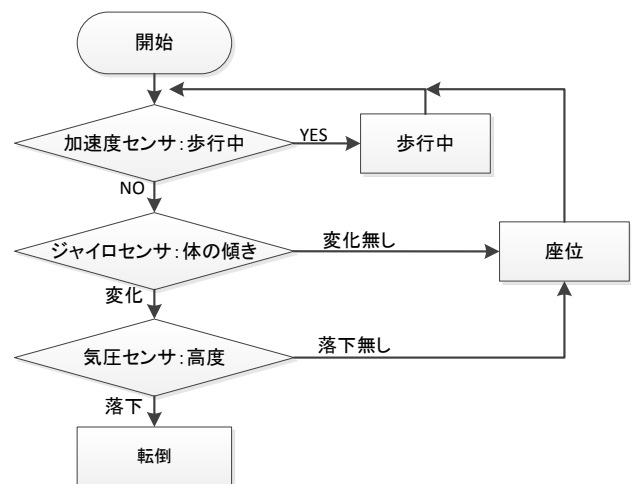 開始
加速度センサ：歩行中
YES
歩行中
NO
ジャイロセンサ：体の傾き
変化無し
座位
変化
気圧センサ：高度
落下無し
落下
転倒